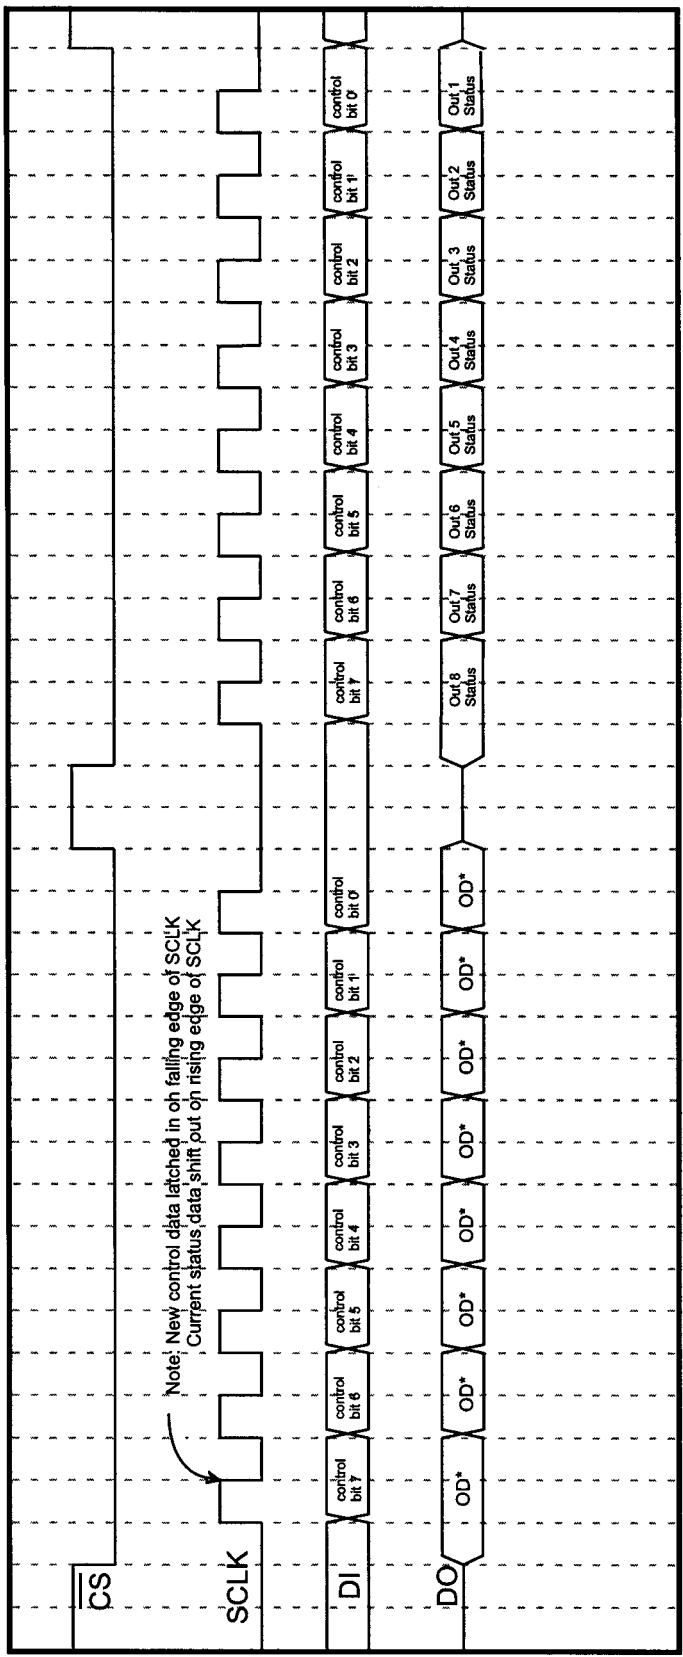 CS
Note: New control data latched in on falling edge of SCLK
Current status data shift out on rising edge of SCLK
SCLK
DI
control
bit 7
control
bit 6
control
bit 5
control
bit 4
control
bit 3
control
bit 2
control
bit 1
control
bit 0
control
bit 7
control
bit 6
control
bit 5
control
bit 4
control
bit 3
control
bit 2
control
bit 1
control
bit 0
DO
OD*
OD*
OD*
OD*
OD*
OD*
OD*
OD*
Out 8
Status
Out 7
Status
Out 6
Status
Out 5
Status
Out 4
Status
Out 3
Status
Out 2
Status
Out 1
Status